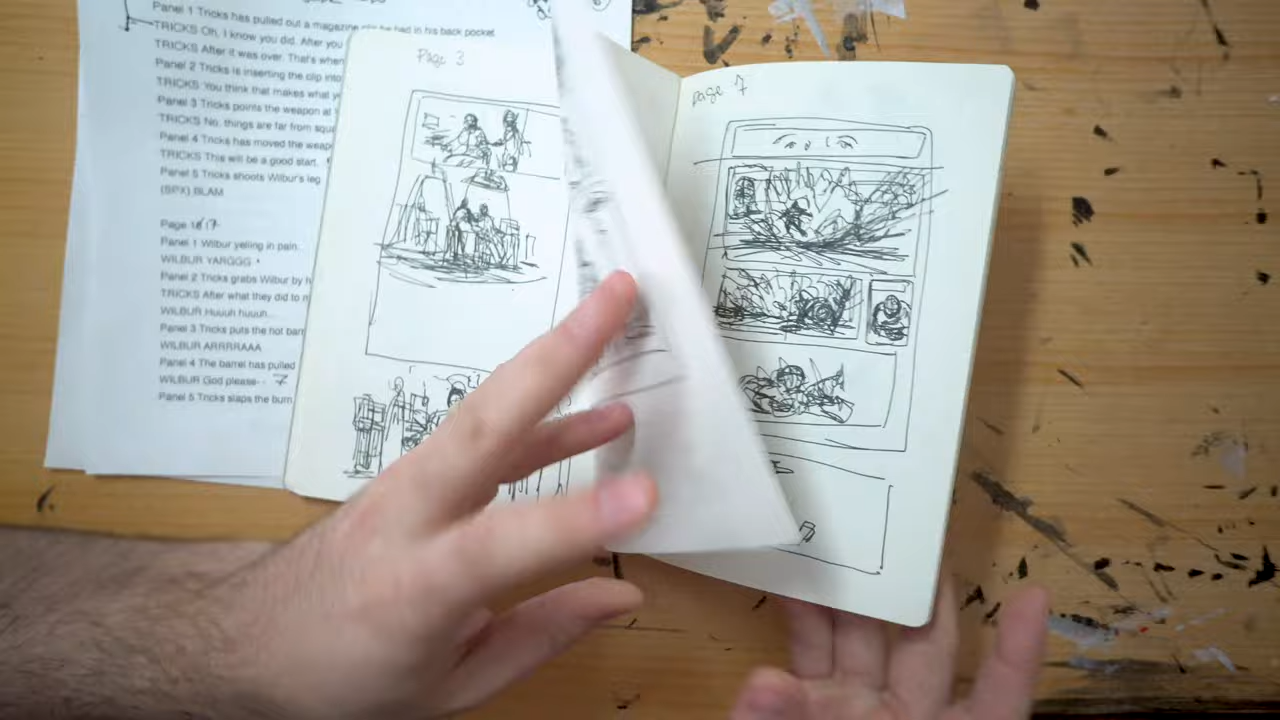 Panel 1 Tricks has pulled out a magazine clip he had in his back pocket
TRICKS Oh, I know you did. After you
TRICKS After it was over. That's when
Panel 2 Tricks is inserting the clip into
TRICKS You think that makes what y
Panel 3 Tricks points the weapon at
TRICKS No, things are far from squa
Panel 4 Tricks has moved the weap
TRICKS This will be a good start.
Panel 5 Tricks shoots Wilbur's leg
(SFX) BLAM
Page 17
Panel 1 Wilbur yelling in pain.
WILBUR YARGGG
Panel 2 Tricks grabs Wilbur by h
TRICKS After what they did to m
WILBUR Huuuh huuuh..
Panel 3 Tricks puts the hot barr
WILBUR ARRRRAAA
Panel 4 The barrel has pulled
WILBUR God please-- 7
Panel 5 Tricks slaps the burn
Page 3
page 7